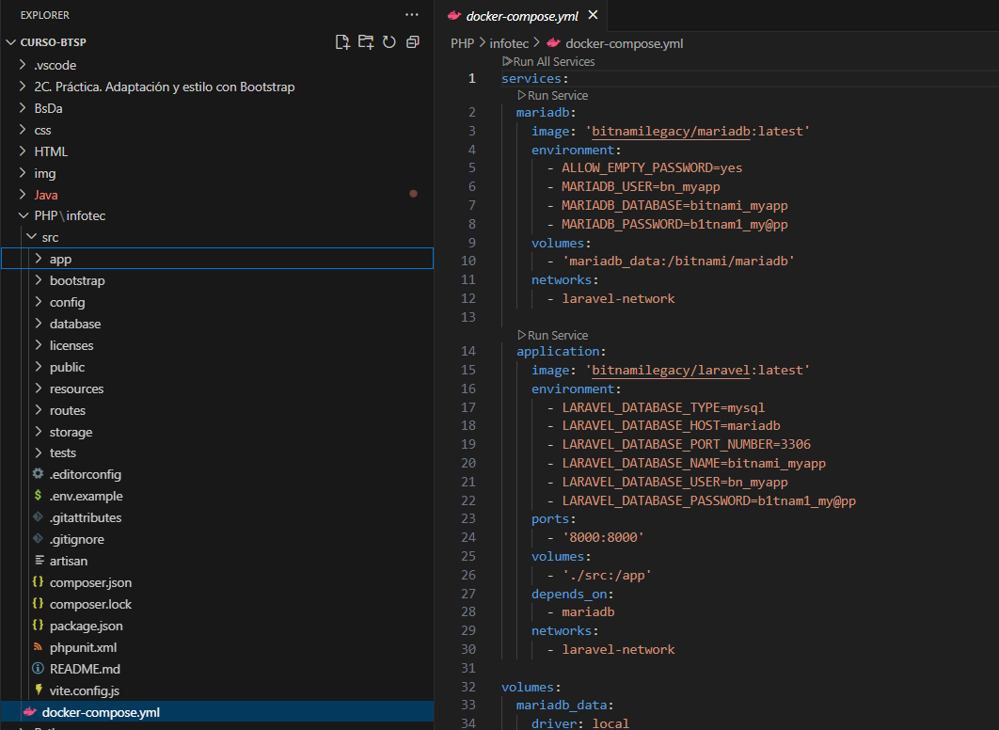 EXPLORER
CURSO-BTSP
.vscode
2C. Práctica. Adaptación y estilo con Bootstrap
BsDa
css
HTML
img
Java
PHP\infotec
src
app
bootstrap
config
database
licenses
public
resources
routes
storage
tests
.editorconfig
.env.example
.gitattributes
.gitignore
artisan
composer.json
composer.lock
package.json
phpunit.xml
README.md
vite.config.js
docker-compose.yml
docker-compose.yml
PHP > infotec > docker-compose.yml
Run All Services
1 services:
Run Service
2 mariadb:
3 image: 'bitnamilegacy/mariadb:latest'
4 environment:
5 - ALLOW_EMPTY_PASSWORD=yes
6 - MARIADB_USER=bn_myapp
7 - MARIADB_DATABASE=bitnami_myapp
8 - MARIADB_PASSWORD=b1tnam1_my@pp
9 volumes:
10 - 'mariadb_data:/bitnami/mariadb'
11 networks:
12 - laravel-network
13
Run Service
14 application:
15 image: 'bitnamilegacy/laravel:latest'
16 environment:
17 - LARAVEL_DATABASE_TYPE=mysql
18 - LARAVEL_DATABASE_HOST=mariadb
19 - LARAVEL_DATABASE_PORT_NUMBER=3306
20 - LARAVEL_DATABASE_NAME=bitnami_myapp
21 - LARAVEL_DATABASE_USER=bn_myapp
22 - LARAVEL_DATABASE_PASSWORD=b1tnam1_my@pp
23 ports:
24 - '8000:8000'
25 volumes:
26 - './src:/app'
27 depends_on:
28 - mariadb
29 networks:
30 - laravel-network
31
32 volumes:
33 mariadb_data:
34 driver: local